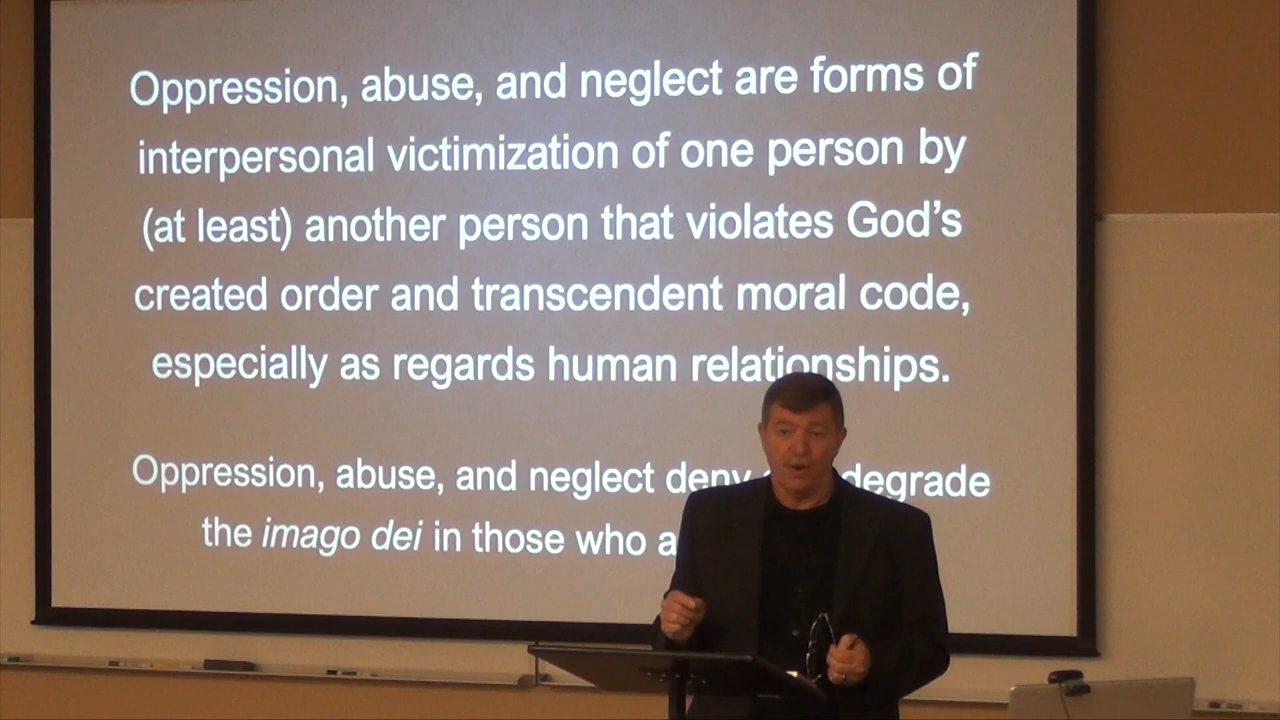 Oppression, abuse, and neglect are forms of
interpersonal victimization of one person by
(at least) another person that violates God’s
created order and transcendent moral code,
especially as regards human relationships.
Oppression, abuse, and neglect deny degrade
the imago dei in those who